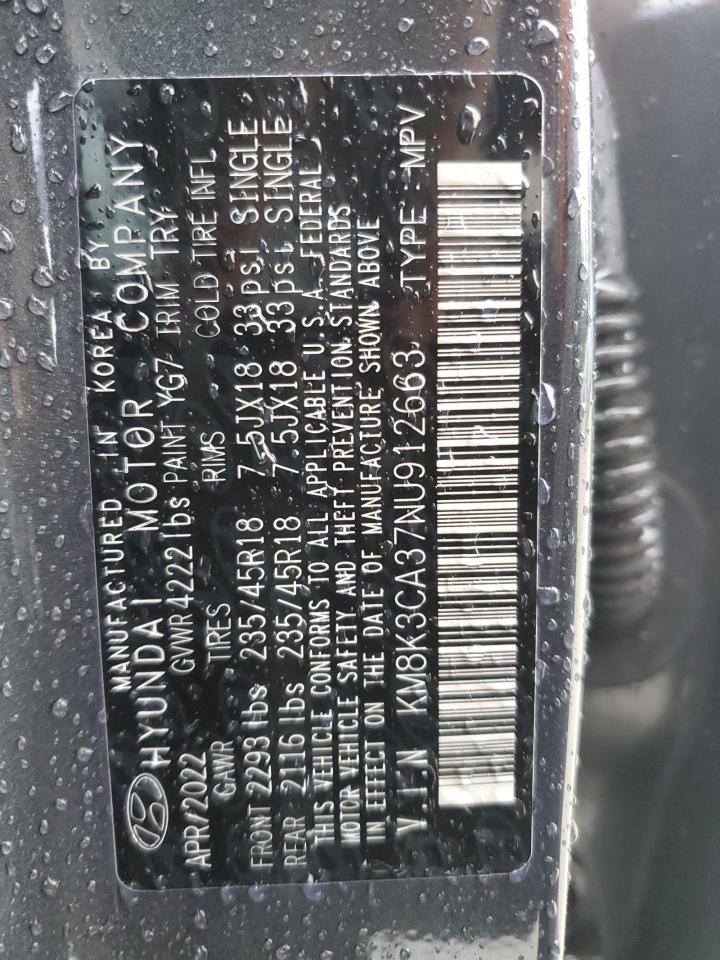 MANUFACTURED IN KOREA BY
HYUNDAI MOTOR COMPANY
APR/2022 GVWR 4222 lbs PAINT YG7 TRIM TRY
GAWR TIRES RIMS COLD TIRE INFL
FRONT 2293 lbs 235/45R18 7.5JX18 33 psi SINGLE
REAR 2116 lbs 235/45R18 7.5JX18 33 psi SINGLE
THIS VEHICLE CONFORMS TO ALL APPLICABLE U.S.A. FEDERAL
MOTOR VEHICLE SAFETY AND THEFT PREVENTION STANDARDS
IN EFFECT ON THE DATE OF MANUFACTURE SHOWN ABOVE
VIN KM8K3CA37NU912663 TYPE : MPV